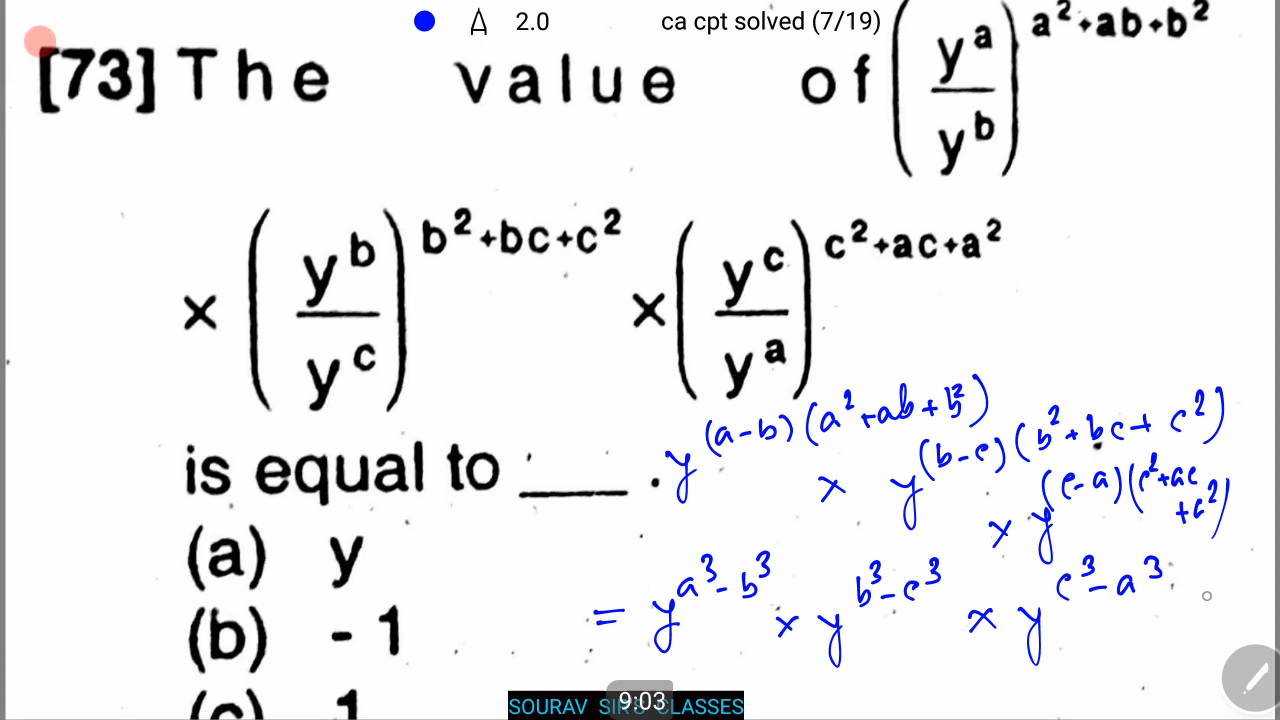 2.0 ca cpt solved (7/19)
[73] The value of (y^a/y^b)^(a²+ab+b²)
× (y^b/y^c)^(b²+bc+c²) × (y^c/y^a)^(c²+ac+a²)
is equal to ____.
y^(a-b)(a²+ab+b²)
× y^(b-c)(b²+bc+c²)
× y^(c-a)(c²+ac+a²)
(a) y
= y^(a³-b³) × y^(b³-c³) × y^(c³-a³)
(b) -1
(c) 1
9:03
SOURAV SIR'S CLASSES